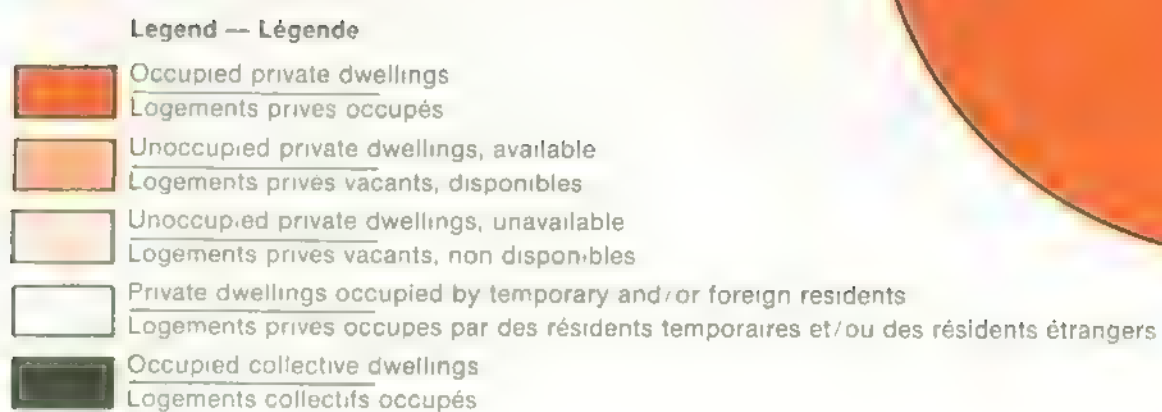 Legend — Légende
Occupied private dwellings
Logements privés occupés
Unoccupied private dwellings, available
Logements privés vacants, disponibles
Unoccupied private dwellings, unavailable
Logements privés vacants, non disponibles
Private dwellings occupied by temporary and/or foreign residents
Logements privés occupés par des résidents temporaires et/ou des résidents étrangers
Occupied collective dwellings
Logements collectifs occupés